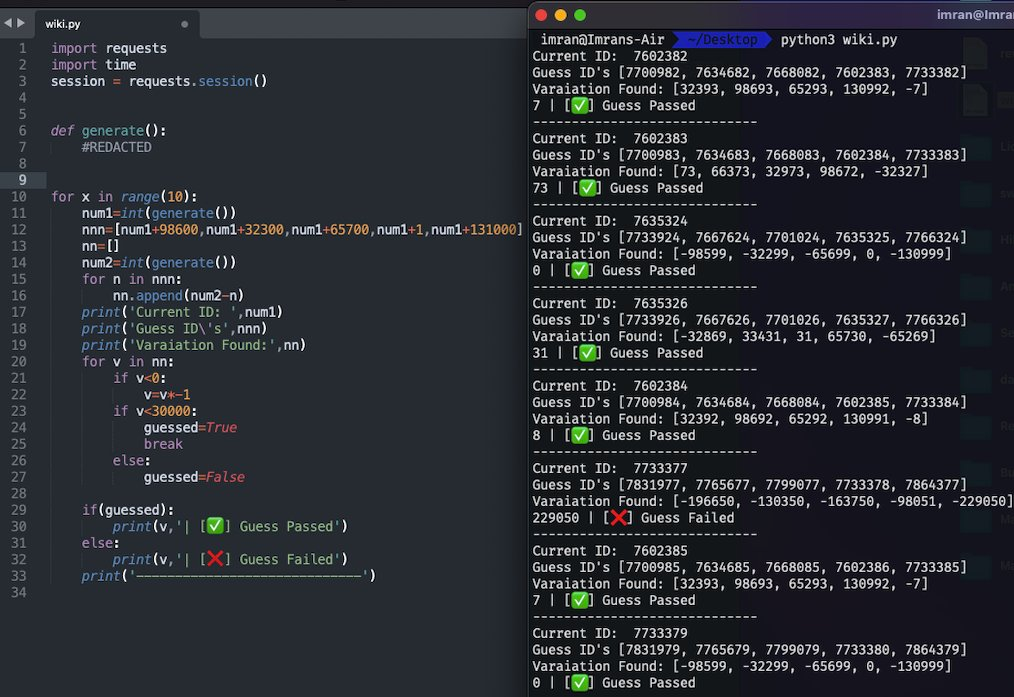 wiki.py
1 import requests
2 import time
3 session = requests.session()
4
5
6 def generate():
7 #REDACTED
8
9
10 for x in range(10):
11 num1=int(generate())
12 nnn=[num1+98600,num1+32300,num1+65700,num1+1,num1+131000]
13 nn=[]
14 num2=int(generate())
15 for n in nnn:
16 nn.append(num2-n)
17 print('Current ID: ',num1)
18 print('Guess ID\'s',nnn)
19 print('Varaiation Found:',nn)
20 for v in nn:
21 if v<0:
22 v=v*-1
23 if v<30000:
24 guessed=True
25 break
26 else:
27 guessed=False
28
29 if(guessed):
30 print(v,'| [✅] Guess Passed')
31 else:
32 print(v,'| [❌] Guess Failed')
33 print('-----------------------------')
34
imran@Imra
imran@Imrans-Air ~/Desktop python3 wiki.py
Current ID:  7602382
Guess ID's [7700982, 7634682, 7668082, 7602383, 7733382]
Varaiation Found: [32393, 98693, 65293, 130992, -7]
7 | [✅] Guess Passed
-----------------------------
Current ID:  7602383
Guess ID's [7700983, 7634683, 7668083, 7602384, 7733383]
Varaiation Found: [73, 66373, 32973, 98672, -32327]
73 | [✅] Guess Passed
-----------------------------
Current ID:  7635324
Guess ID's [7733924, 7667624, 7701024, 7635325, 7766324]
Varaiation Found: [-98599, -32299, -65699, 0, -130999]
0 | [✅] Guess Passed
-----------------------------
Current ID:  7635326
Guess ID's [7733926, 7667626, 7701026, 7635327, 7766326]
Varaiation Found: [-32869, 33431, 31, 65730, -65269]
31 | [✅] Guess Passed
-----------------------------
Current ID:  7602384
Guess ID's [7700984, 7634684, 7668084, 7602385, 7733384]
Varaiation Found: [32392, 98692, 65292, 130991, -8]
8 | [✅] Guess Passed
-----------------------------
Current ID:  7733377
Guess ID's [7831977, 7765677, 7799077, 7733378, 7864377]
Varaiation Found: [-196650, -130350, -163750, -98051, -229050]
229050 | [❌] Guess Failed
-----------------------------
Current ID:  7602385
Guess ID's [7700985, 7634685, 7668085, 7602386, 7733385]
Varaiation Found: [32393, 98693, 65293, 130992, -7]
7 | [✅] Guess Passed
-----------------------------
Current ID:  7733379
Guess ID's [7831979, 7765679, 7799079, 7733380, 7864379]
Varaiation Found: [-98599, -32299, -65699, 0, -130999]
0 | [✅] Guess Passed